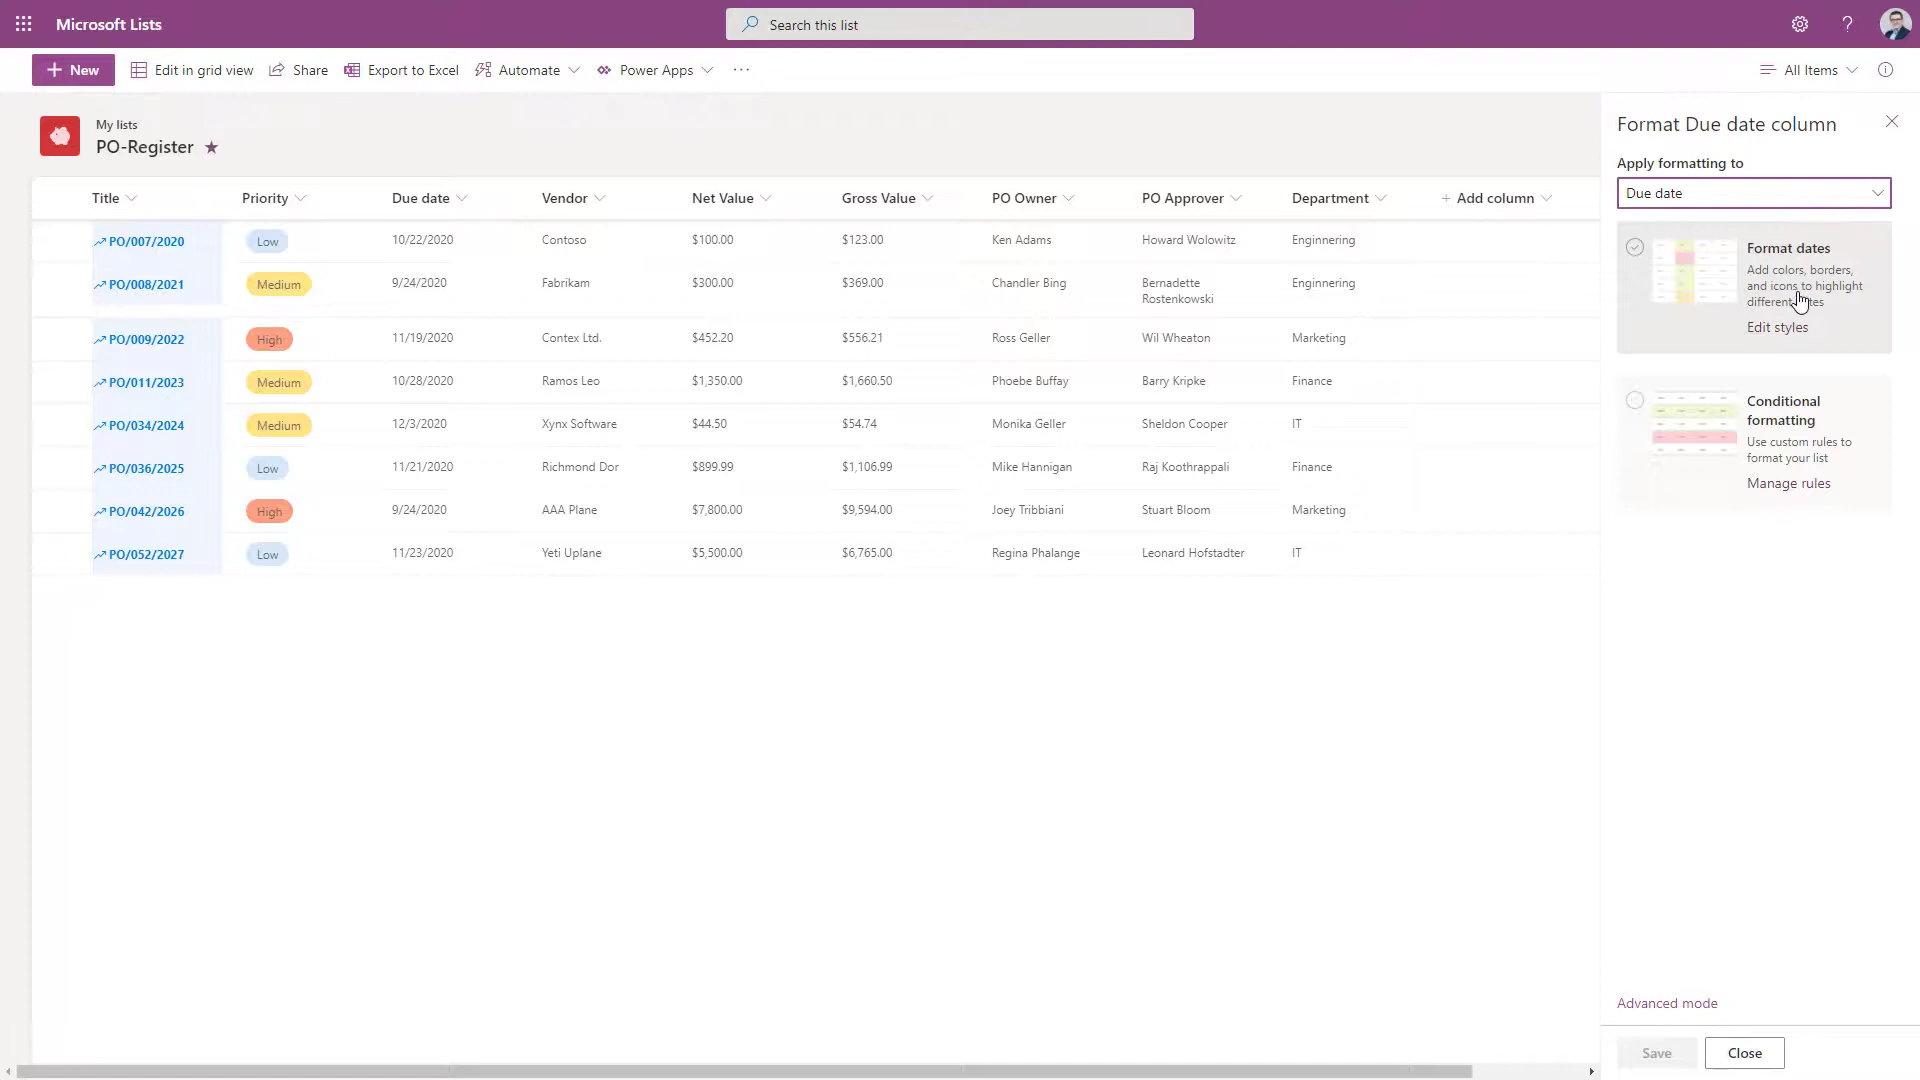 Microsoft Lists
Search this list
New
Edit in grid view
Share
Export to Excel
Automate
Power Apps
All Items
My lists
PO-Register
Title Priority Due date Vendor Net Value Gross Value PO Owner PO Approver Department + Add column
PO/007/2020 Low 10/22/2020 Contoso $100.00 $123.00 Ken Adams Howard Wolowitz Enginnering
PO/008/2021 Medium 9/24/2020 Fabrikam $300.00 $369.00 Chandler Bing Bernadette Enginnering
Rostenkowski
PO/009/2022 High 11/19/2020 Contex Ltd. $452.20 $556.21 Ross Geller Wil Wheaton Marketing
PO/011/2023 Medium 10/28/2020 Ramos Leo $1,350.00 $1,660.50 Phoebe Buffay Barry Kripke Finance
PO/034/2024 Medium 12/3/2020 Xynx Software $44.50 $54.74 Monika Geller Sheldon Cooper IT
PO/036/2025 Low 11/21/2020 Richmond Dor $899.99 $1,106.99 Mike Hannigan Raj Koothrappali Finance
PO/042/2026 High 9/24/2020 AAA Plane $7,800.00 $9,594.00 Joey Tribbiani Stuart Bloom Marketing
PO/052/2027 Low 11/23/2020 Yeti Uplane $5,500.00 $6,765.00 Regina Phalange Leonard Hofstadter IT
Format Due date column
Apply formatting to
Due date
Format dates
Add colors, borders,
and icons to highlight
different
Edit styles
Conditional
formatting
Use custom rules to
format your list
Manage rules
Advanced mode
Save
Close